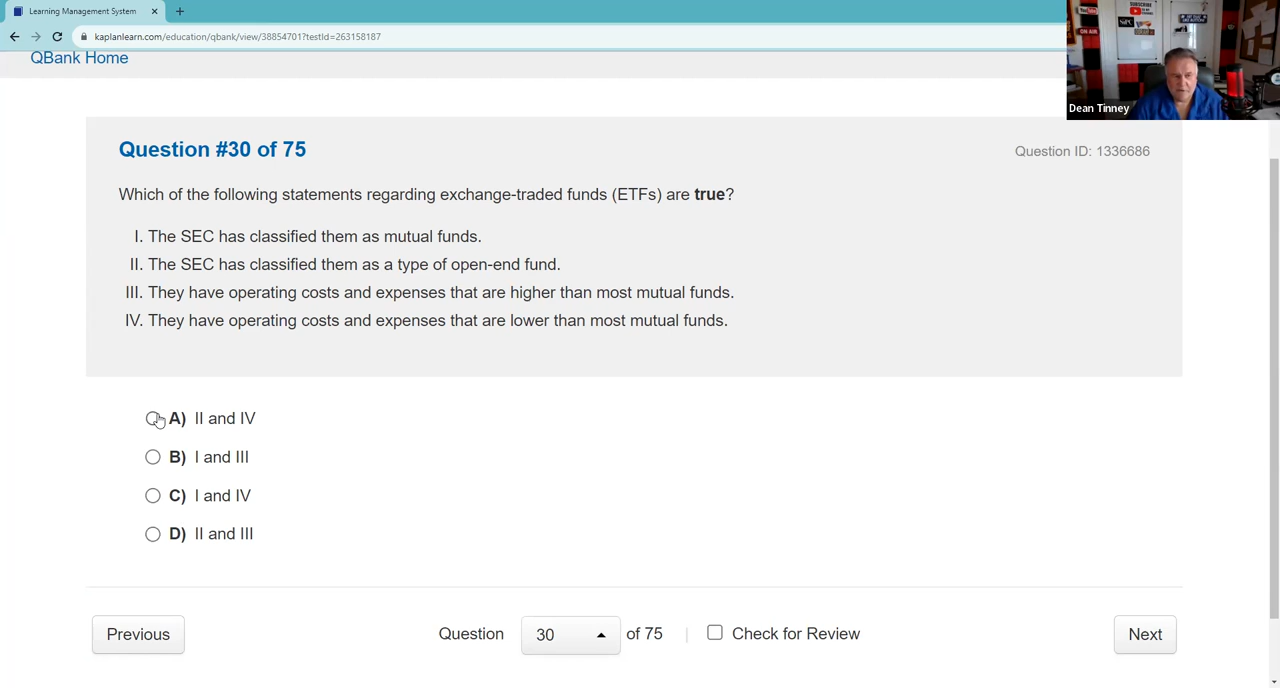 Learning Management System
kaplanlearn.com/education/qbank/view/38854701?testId=263158187
QBank Home
SUBSCRIBE
ON AIR
Dean Tinney
Question #30 of 75
Question ID: 1336686
Which of the following statements regarding exchange-traded funds (ETFs) are true?
I. The SEC has classified them as mutual funds.
II. The SEC has classified them as a type of open-end fund.
III. They have operating costs and expenses that are higher than most mutual funds.
IV. They have operating costs and expenses that are lower than most mutual funds.
A) II and IV
B) I and III
C) I and IV
D) II and III
Previous
Question 30 of 75 | Check for Review
Next